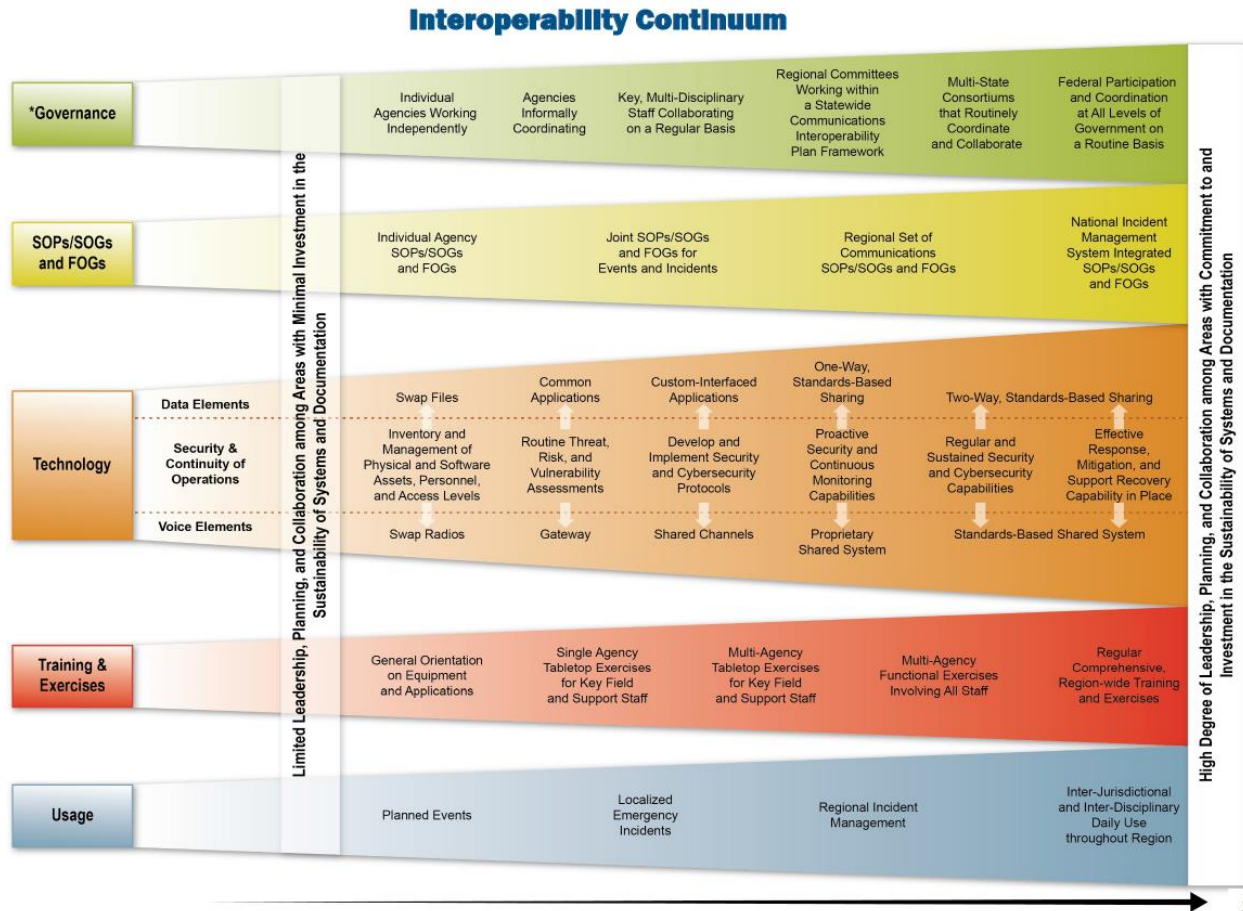 Interoperability Continuum
*Governance
Individual
Agencies Working
Independently
Agencies
Informally
Coordinating
Key, Multi-Disciplinary
Staff Collaborating
on a Regular Basis
Regional Committees
Working within
a Statewide
Communications
Interoperability
Plan Framework
Multi-State
Consortiums
that Routinely
Coordinate
and Collaborate
Federal Participation
and Coordination
at All Levels of
Government on
a Routine Basis
SOPs/SOGs
and FOGs
Individual Agency
SOPs/SOGs
and FOGs
Joint SOPs/SOGs
and FOGs for
Events and Incidents
Regional Set of
Communications
SOPs/SOGs and FOGs
National Incident
Management
System Integrated
SOPs/SOGs
and FOGs
Technology
Data Elements
Swap Files
Common
Applications
Custom-Interfaced
Applications
One-Way,
Standards-Based
Sharing
Two-Way, Standards-Based Sharing
Security &
Continuity of
Operations
Inventory and
Management of
Physical and Software
Assets, Personnel,
and Access Levels
Routine Threat,
Risk, and
Vulnerability
Assessments
Develop and
Implement Security
and Cybersecurity
Protocols
Proactive
Security and
Continuous
Monitoring
Capabilities
Regular and
Sustained Security
and Cybersecurity
Capabilities
Effective
Response,
Mitigation, and
Support Recovery
Capability in Place
Voice Elements
Swap Radios
Gateway
Shared Channels
Proprietary
Shared System
Standards-Based Shared System
Training &
Exercises
General Orientation
on Equipment
and Applications
Single Agency
Tabletop Exercises
for Key Field
and Support Staff
Multi-Agency
Tabletop Exercises
for Key Field
and Support Staff
Multi-Agency
Functional Exercises
Involving All Staff
Regular
Comprehensive,
Region-wide Training
and Exercises
Usage
Planned Events
Localized
Emergency
Incidents
Regional Incident
Management
Inter-Jurisdictional
and Inter-Disciplinary
Daily Use
throughout Region
Limited Leadership, Planning, and Collaboration among Areas with Minimal Investment in the
Sustainability of Systems and Documentation
High Degree of Leadership, Planning, and Collaboration among Areas with Commitment to and
Investment in the Sustainability of Systems and Documentation